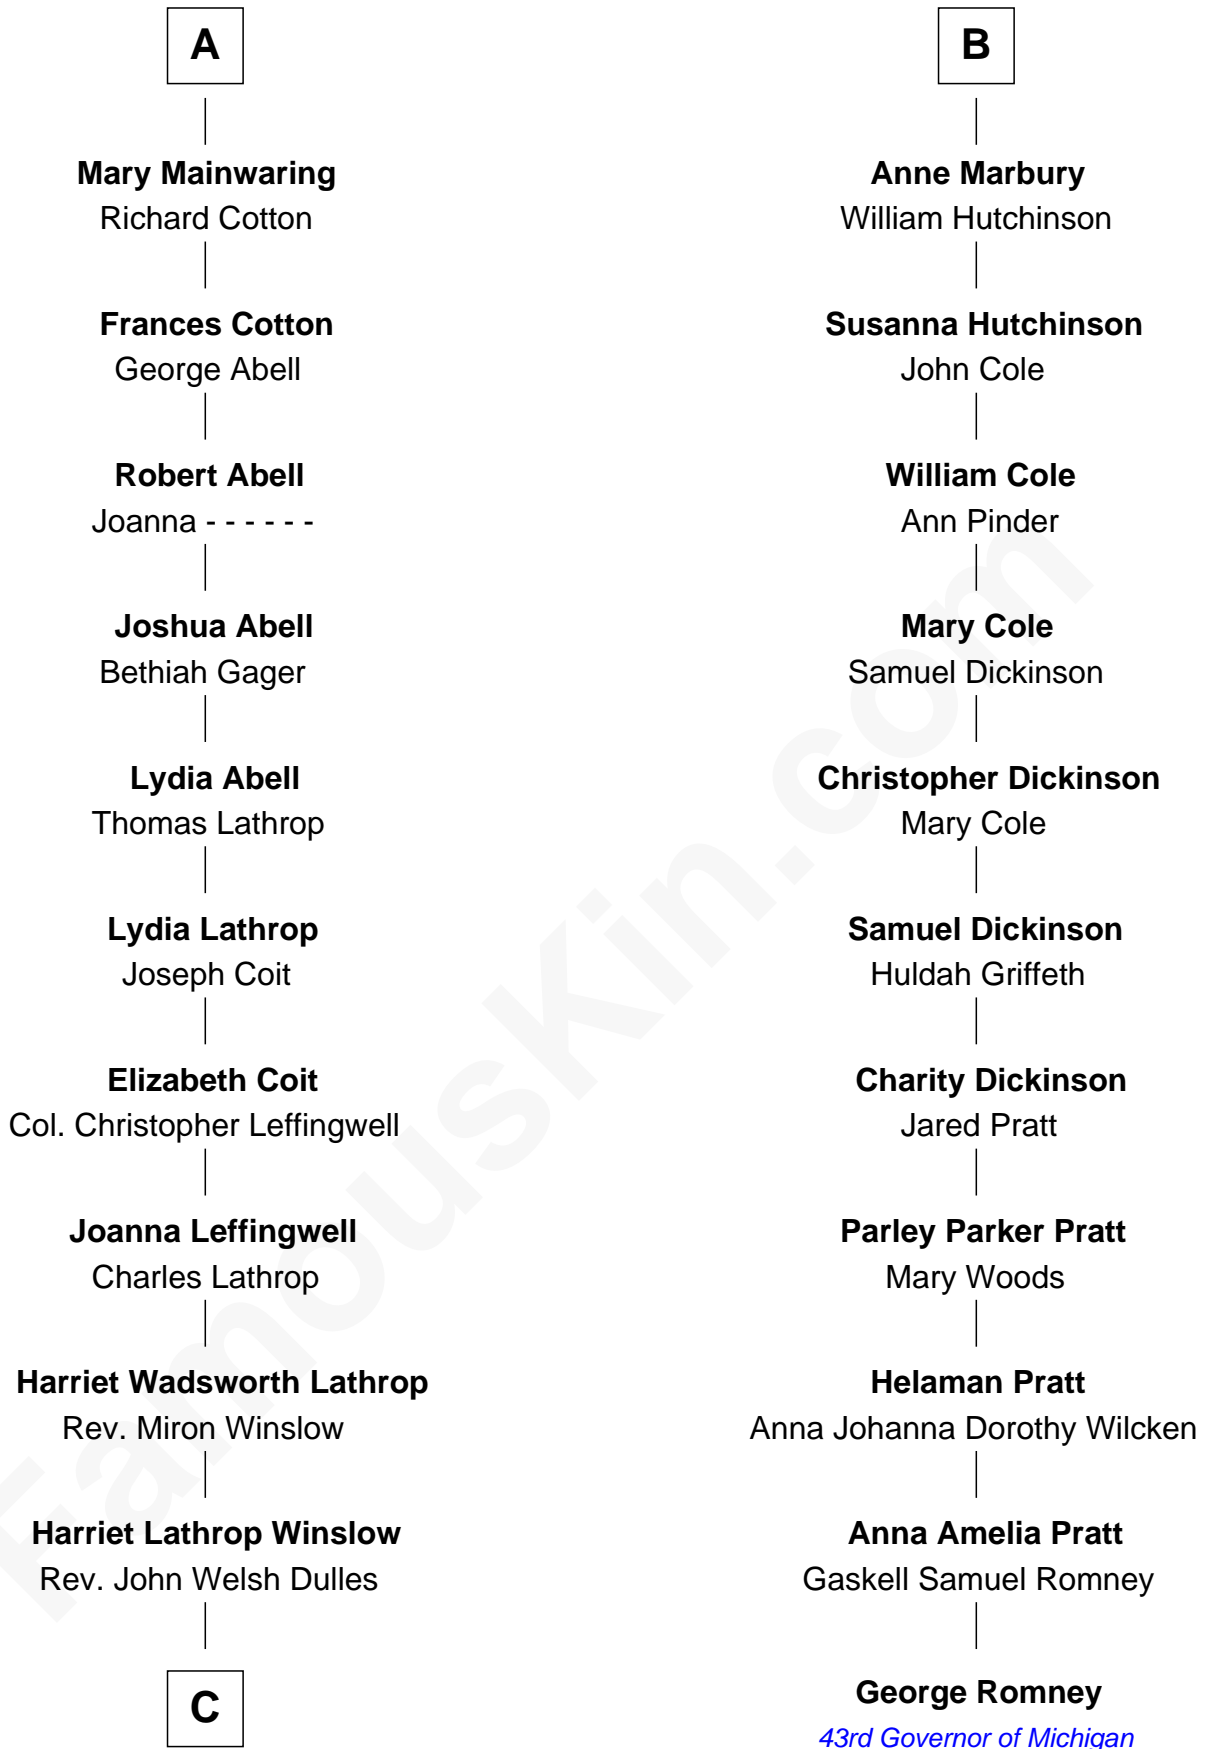 A
Mary Mainwaring
Richard Cotton
Frances Cotton
George Abell
Robert Abell
Joanna - - - - - -
Joshua Abell
Bethiah Gager
Lydia Abell
Thomas Lathrop
Lydia Lathrop
Joseph Coit
Elizabeth Coit
Col. Christopher Leffingwell
Joanna Leffingwell
Charles Lathrop
Harriet Wadsworth Lathrop
Rev. Miron Winslow
Harriet Lathrop Winslow
Rev. John Welsh Dulles
C
B
Anne Marbury
William Hutchinson
Susanna Hutchinson
John Cole
William Cole
Ann Pinder
Mary Cole
Samuel Dickinson
Christopher Dickinson
Mary Cole
Samuel Dickinson
Huldah Griffeth
Charity Dickinson
Jared Pratt
Parley Parker Pratt
Mary Woods
Helaman Pratt
Anna Johanna Dorothy Wilcken
Anna Amelia Pratt
Gaskell Samuel Romney
George Romney
43rd Governor of Michigan
FamousKin.com